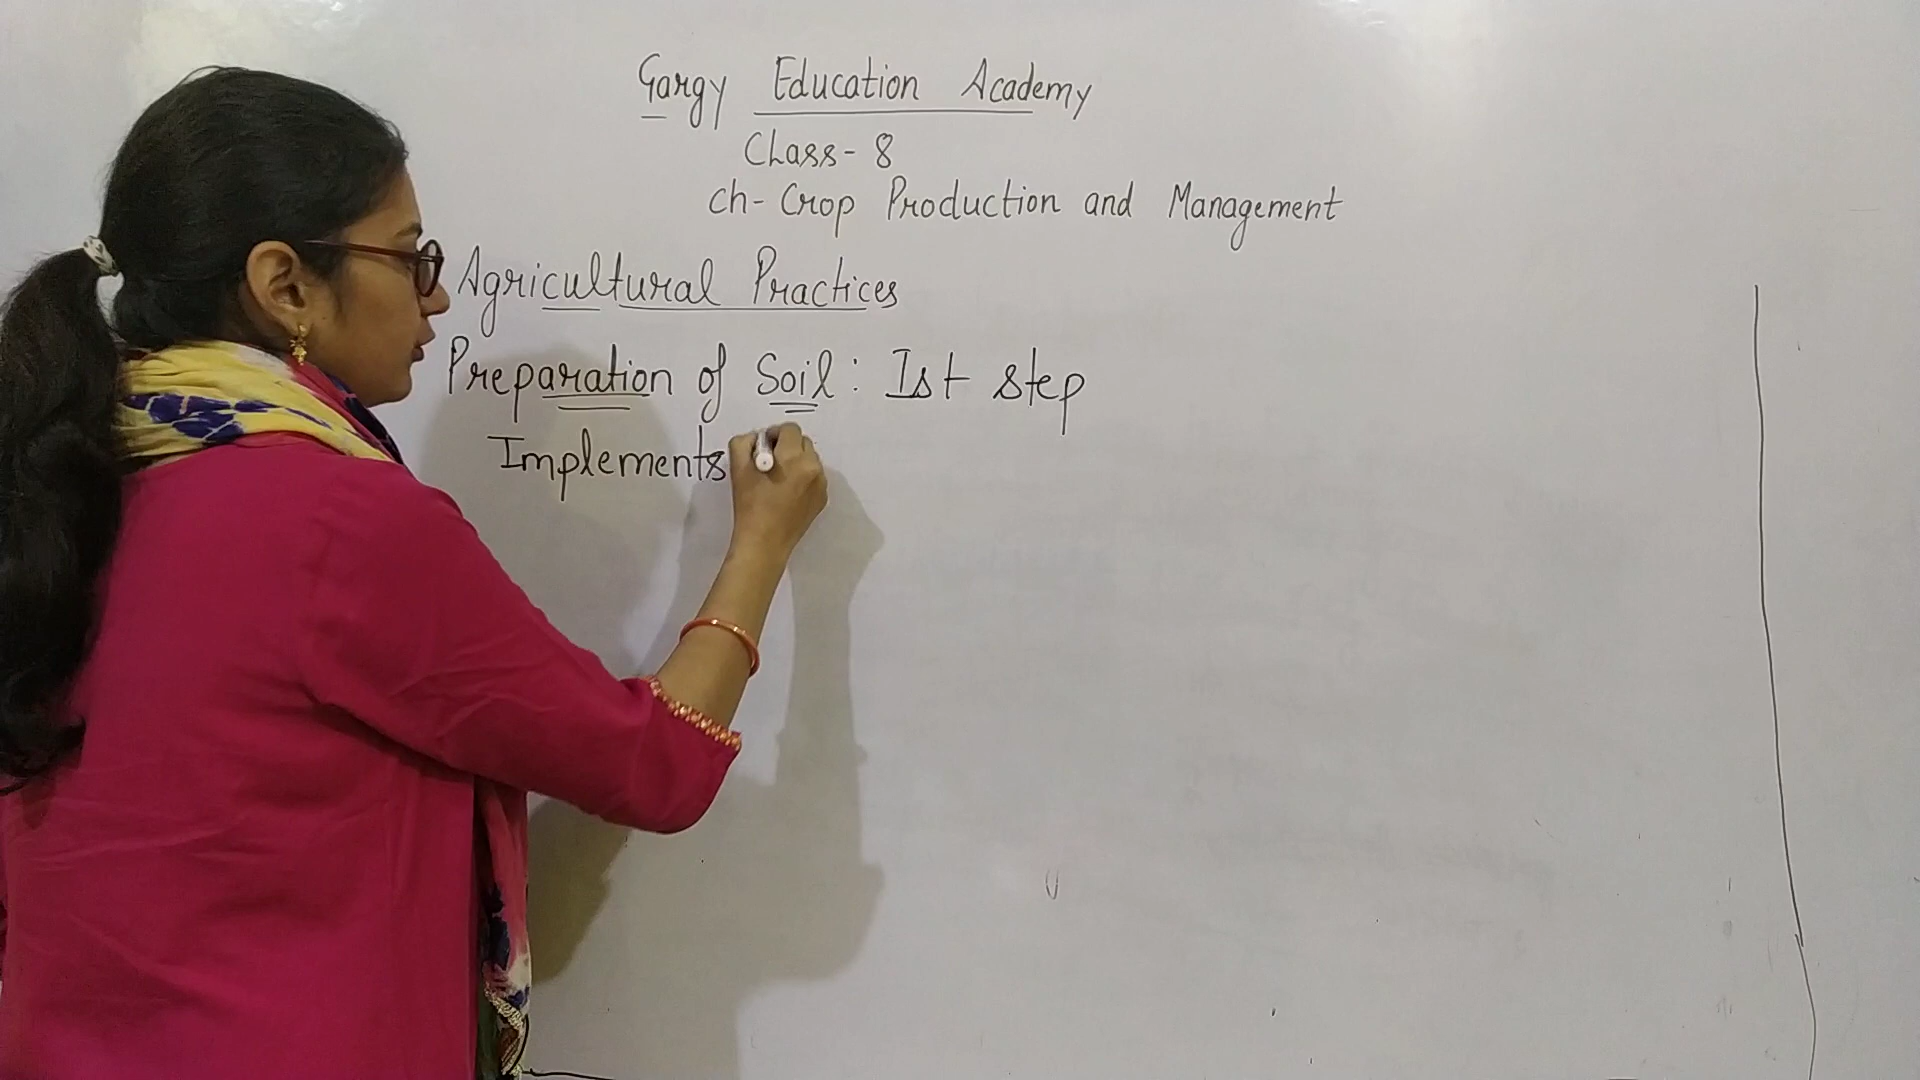 Gargy Education Academy
Class - 8
ch - Crop Production and Management
Agricultural Practices
Preparation of Soil : Ist step
Implements